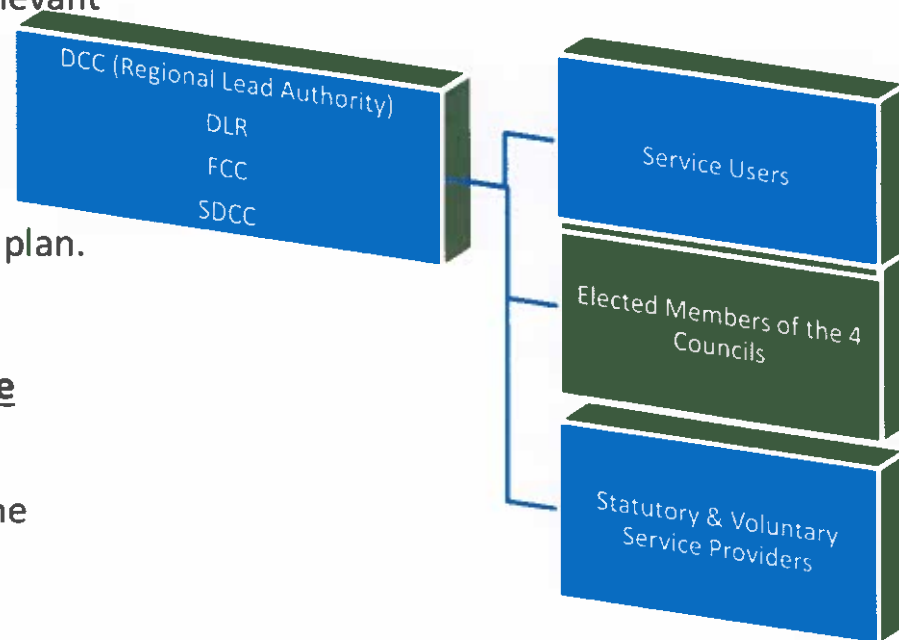 plan.
DCC (Regional Lead Authority)
DLR
FCC
SDCC
Service Users
Elected Members of the 4
Councils
Statutory & Voluntary
Service Providers